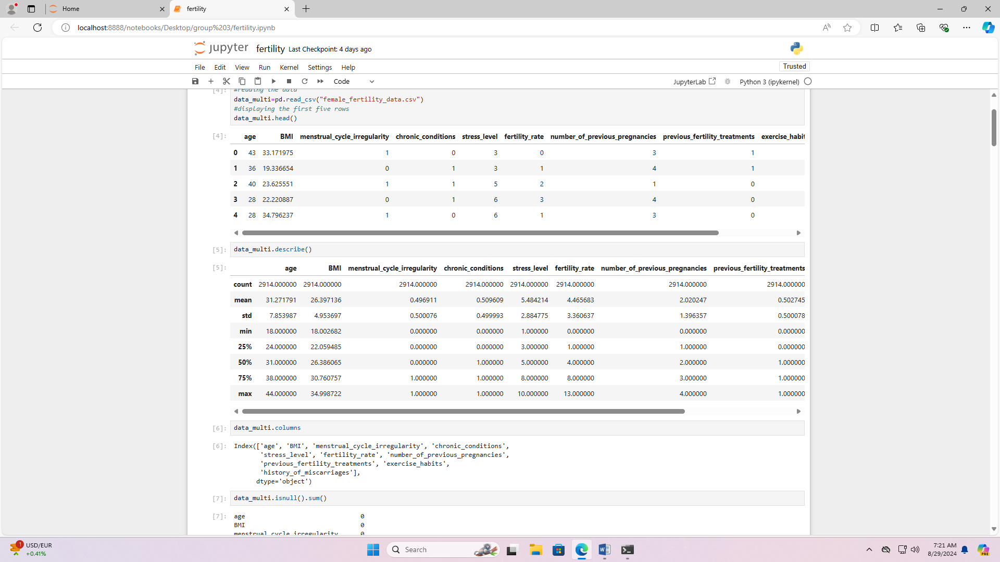 Home
fertility
localhost:8888/notebooks/Desktop/group%203/fertility.ipynb
jupyter fertility Last Checkpoint: 4 days ago
File Edit View Run Kernel Settings Help Trusted
Code JupyterLab Python 3 (ipykernel)
[4]: #reading the data
data_multi=pd.read_csv("female_fertility_data.csv")
#displaying the first five rows
data_multi.head()
[4]: age BMI menstrual_cycle_irregularity chronic_conditions stress_level fertility_rate number_of_previous_pregnancies previous_fertility_treatments exercise_habit
0 43 33.171975 1 0 3 0 3 1
1 36 19.336654 0 1 3 1 4 1
2 40 23.625551 1 1 5 2 1 0
3 28 22.220887 0 1 6 3 4 0
4 28 34.796237 1 0 6 1 3 0
[5]: data_multi.describe()
[5]: age BMI menstrual_cycle_irregularity chronic_conditions stress_level fertility_rate number_of_previous_pregnancies previous_fertility_treatments
count 2914.000000 2914.000000 2914.000000 2914.000000 2914.000000 2914.000000 2914.000000 2914.000000
mean 31.271791 26.397136 0.496911 0.509609 5.484214 4.465683 2.020247 0.502745
std 7.853987 4.953697 0.500076 0.499993 2.884775 3.360637 1.396357 0.500078
min 18.000000 18.002682 0.000000 0.000000 1.000000 0.000000 0.000000 0.000000
25% 24.000000 22.059485 0.000000 0.000000 3.000000 1.000000 1.000000 0.000000
50% 31.000000 26.386065 0.000000 1.000000 5.000000 4.000000 2.000000 1.000000
75% 38.000000 30.760757 1.000000 1.000000 8.000000 8.000000 3.000000 1.000000
max 44.000000 34.998722 1.000000 1.000000 10.000000 13.000000 4.000000 1.000000
[6]: data_multi.columns
[6]: Index(['age', 'BMI', 'menstrual_cycle_irregularity', 'chronic_conditions',
'stress_level', 'fertility_rate', 'number_of_previous_pregnancies',
'previous_fertility_treatments', 'exercise_habits',
'history_of_miscarriages'],
dtype='object')
[7]: data_multi.isnull().sum()
[7]: age 0
BMI 0
menstrual_cycle_irregularity 0
1 USD/EUR
+0.41%
Search
7:21 AM
8/29/2024
PRE